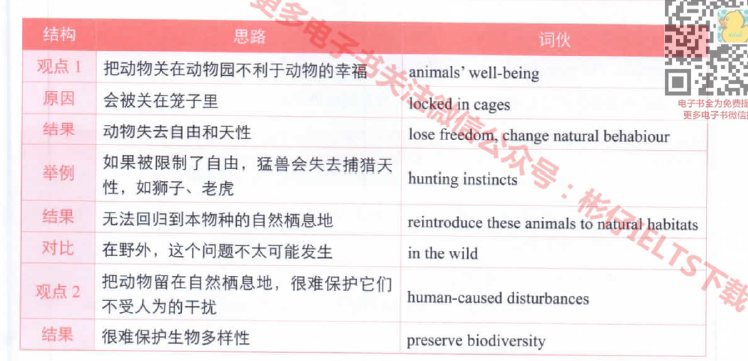 结构 思路 词伙
观点 1 把动物关在动物园不利于动物的幸福 animals' well-being
原因 会被关在笼子里 locked in cages
结果 动物失去自由和天性 lose freedom, change natural behabiour
举例 如果被限制了自由，猛兽会失去捕猎天
性，如狮子、老虎 hunting instincts
结果 无法回归到本物种的自然栖息地 reintroduce these animals to natural habitats
对比 在野外，这个问题不太可能发生 in the wild
观点 2 把动物留在自然栖息地，很难保护它们
不受人为的干扰 human-caused disturbances
结果 很难保护生物多样性 preserve biodiversity
更多电子书关注微信公众号：彬仔IELTS下载
电子书全为免费
更多电子书微信